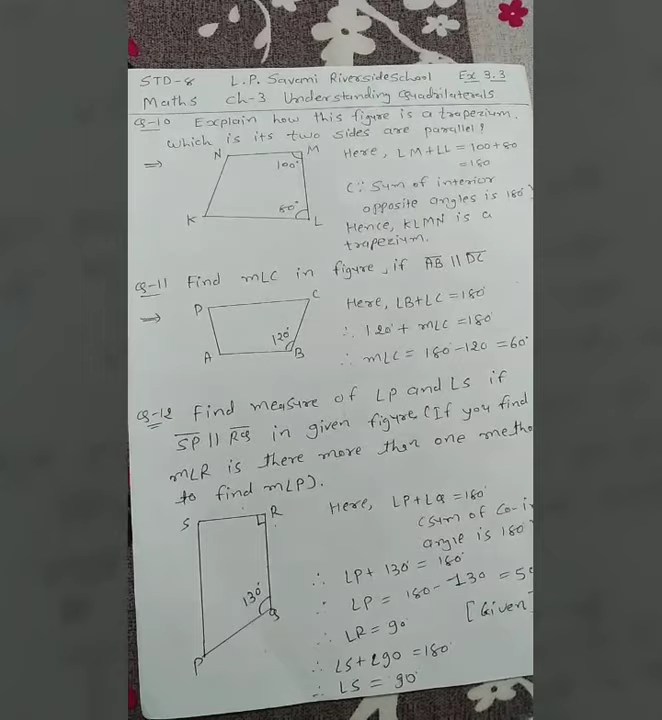 STD-8 L.P. Savani Riverside School Ex 3.3
Maths Ch-3 Understanding Quadrilaterals
Q-10 Explain how this figure is a trapezium.
which is its two sides are parallel?
⇒ N M Here, ∠M+∠L = 100+80
100° =180
(∵ Sum of interior
80° opposite angles is 180°)
K L Hence, KLMN is a
trapezium.
Q-11 Find m∠C in figure, if AB || DC
⇒ D C Here, ∠B+∠C = 180°
120° ∴ 120° + m∠C = 180°
A B ∴ m∠C = 180°-120 = 60°
Q-12 Find measure of ∠P and ∠S if
SP || RQ in given figure (If you find
m∠R is there more then one metho
to find m∠P).
S R Here, ∠P+∠Q = 180°
(Sum of Co-i
angle is 180°
∴ ∠P+ 130° = 180°
130° ∴ ∠P = 180°-130 = 5
Q ∴ ∠R = 90° [Given
P ∴ ∠S+∠90 = 180°
∴ ∠S = 90°